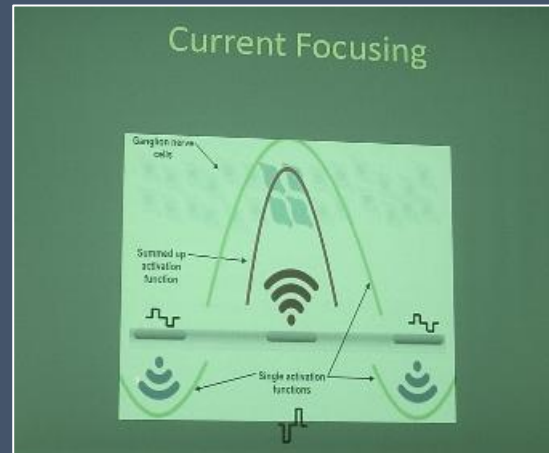 Current Focusing
Ganglion nerve
cells
Summed up
activation
function
Single activation
functions